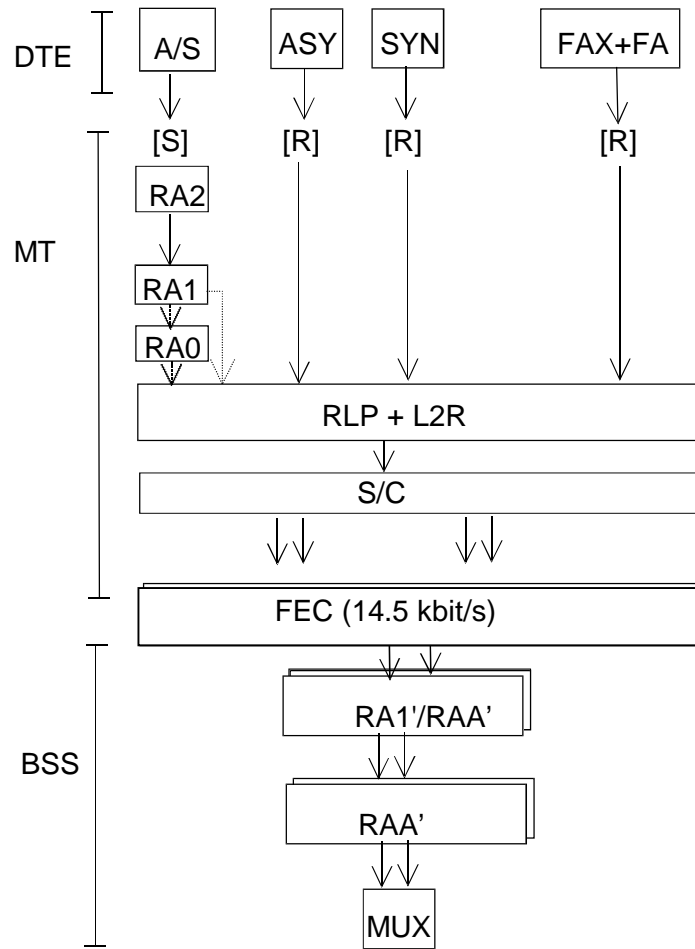 DTE
A/S
ASY
SYN
FAX+FA
[S]
[R]
[R]
[R]
MT
RA2
RA1
RA0
RLP + L2R
S/C
FEC (14.5 kbit/s)
BSS
RA1'/RAA’
RAA'
MUX